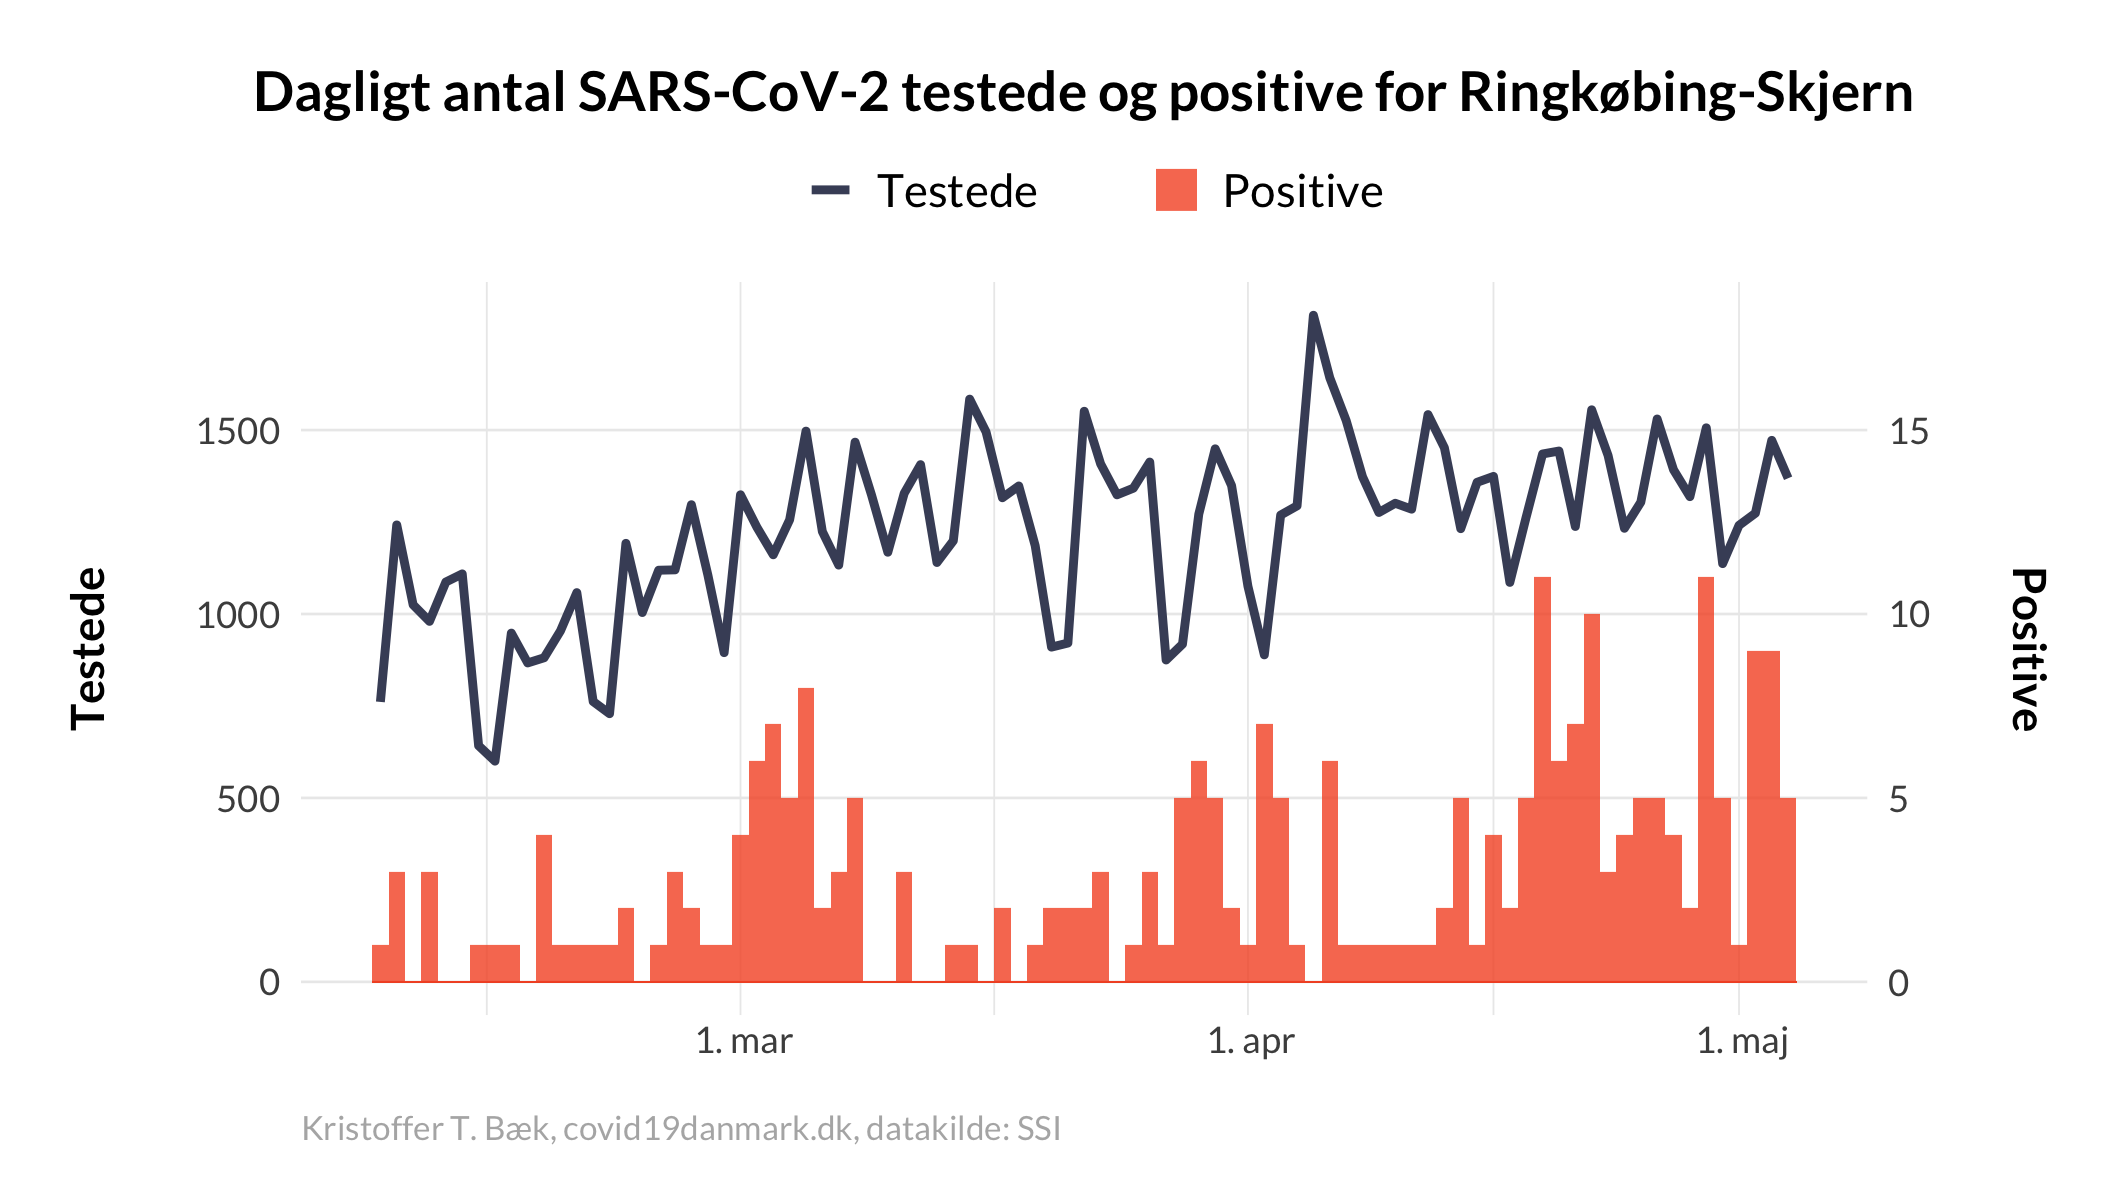 Dagligt antal SARS-CoV-2 testede og positive for Ringkøbing-Skjern
Testede
Positive
Testede
1500
1000
500
0
15
10
5
0
Positive
1. mar
1. apr
1. maj
Kristoffer T. Bæk, covid19danmark.dk, datakilde: SSI